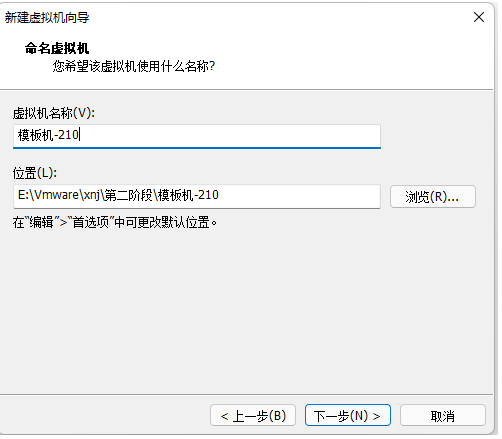 新建虚拟机向导
命名虚拟机
您希望该虚拟机使用什么名称?
虚拟机名称(V):
模板机-210
位置(L):
E:\Vmware\xnj\第二阶段\模板机-210
浏览(R)...
在“编辑”>“首选项”中可更改默认位置。
< 上一步(B)
下一步(N) >
取消